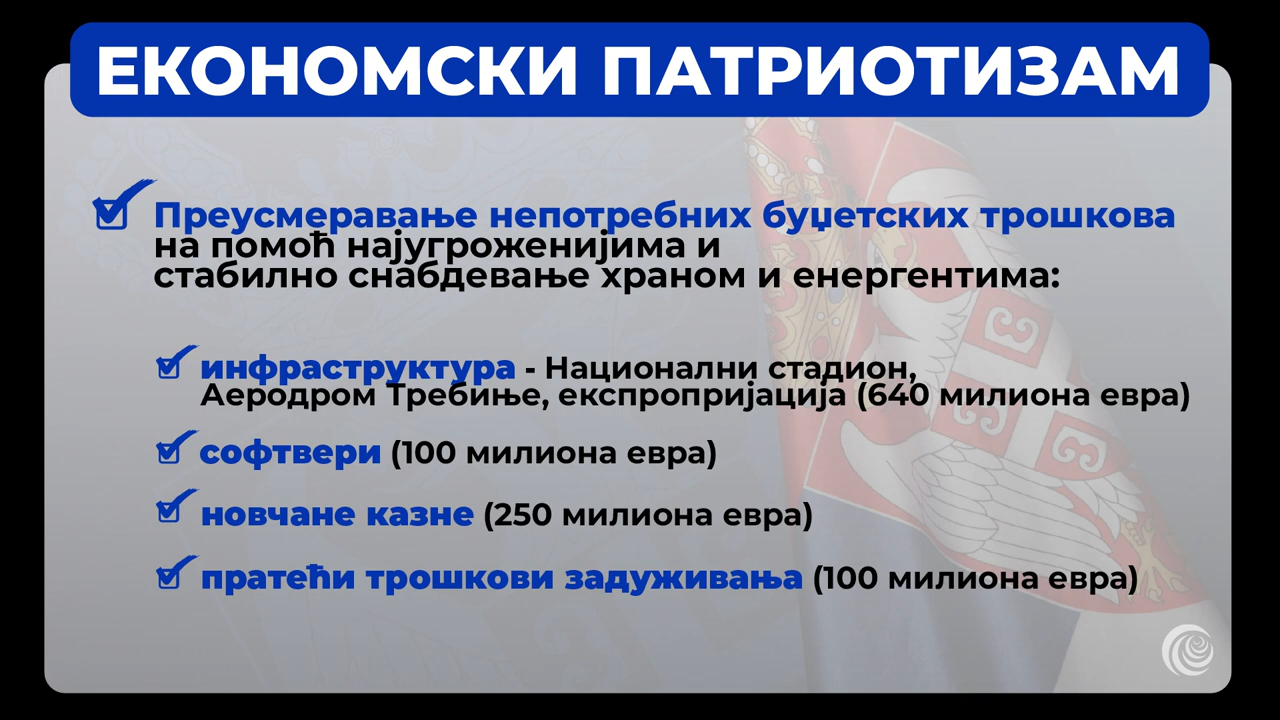 ЕКОНОМСКИ ПАТРИОТИЗАМ
Преусмеравање непотребних буџетских трошкова
на помоћ најугроженијима и
стабилно снабдевање храном и енергентима:
инфраструктура - Национални стадион,
Аеродром Требиње, експропријација (640 милиона евра)
софтвери (100 милиона евра)
новчане казне (250 милиона евра)
пратећи трошкови задуживања (100 милиона евра)